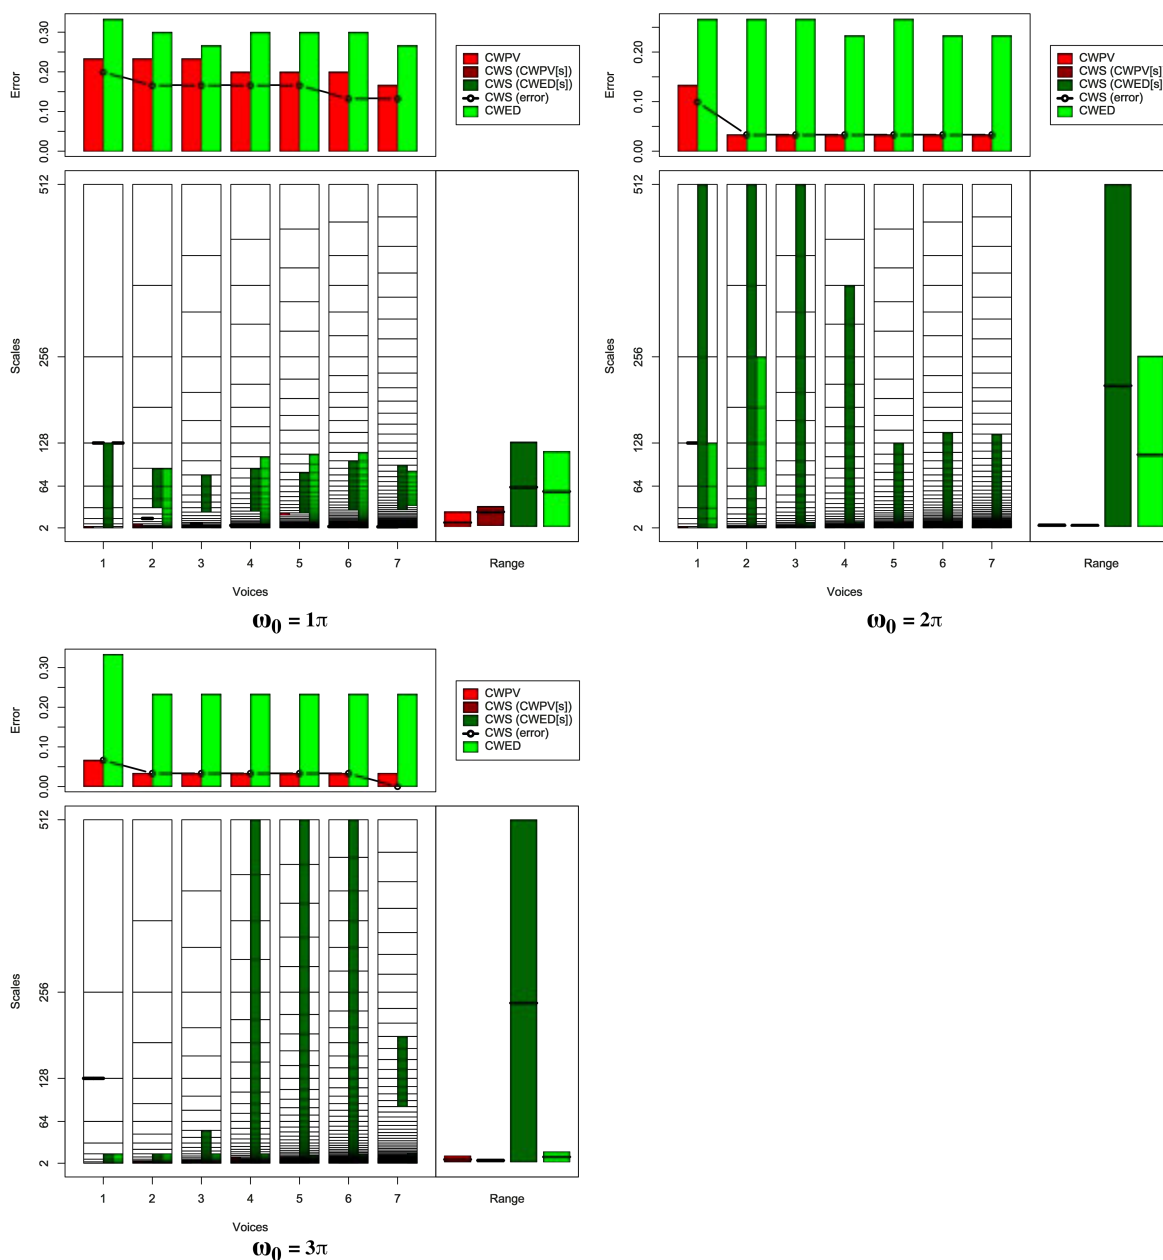 Error
0.30
0.20
0.10
0.00
CWPV
CWS (CWPV[s])
CWS (CWED[s])
CWS (error)
CWED
Scales
512
256
128
64
2
1 2 3 4 5 6 7
Range
Voices
ω0 = 1π
Error
0.20
0.10
0.00
CWPV
CWS (CWPV[s])
CWS (CWED[s])
CWS (error)
CWED
Scales
512
256
128
64
2
1 2 3 4 5 6 7
Range
Voices
ω0 = 2π
Error
0.30
0.20
0.10
0.00
CWPV
CWS (CWPV[s])
CWS (CWED[s])
CWS (error)
CWED
Scales
512
256
128
64
2
1 2 3 4 5 6 7
Range
Voices
ω0 = 3π